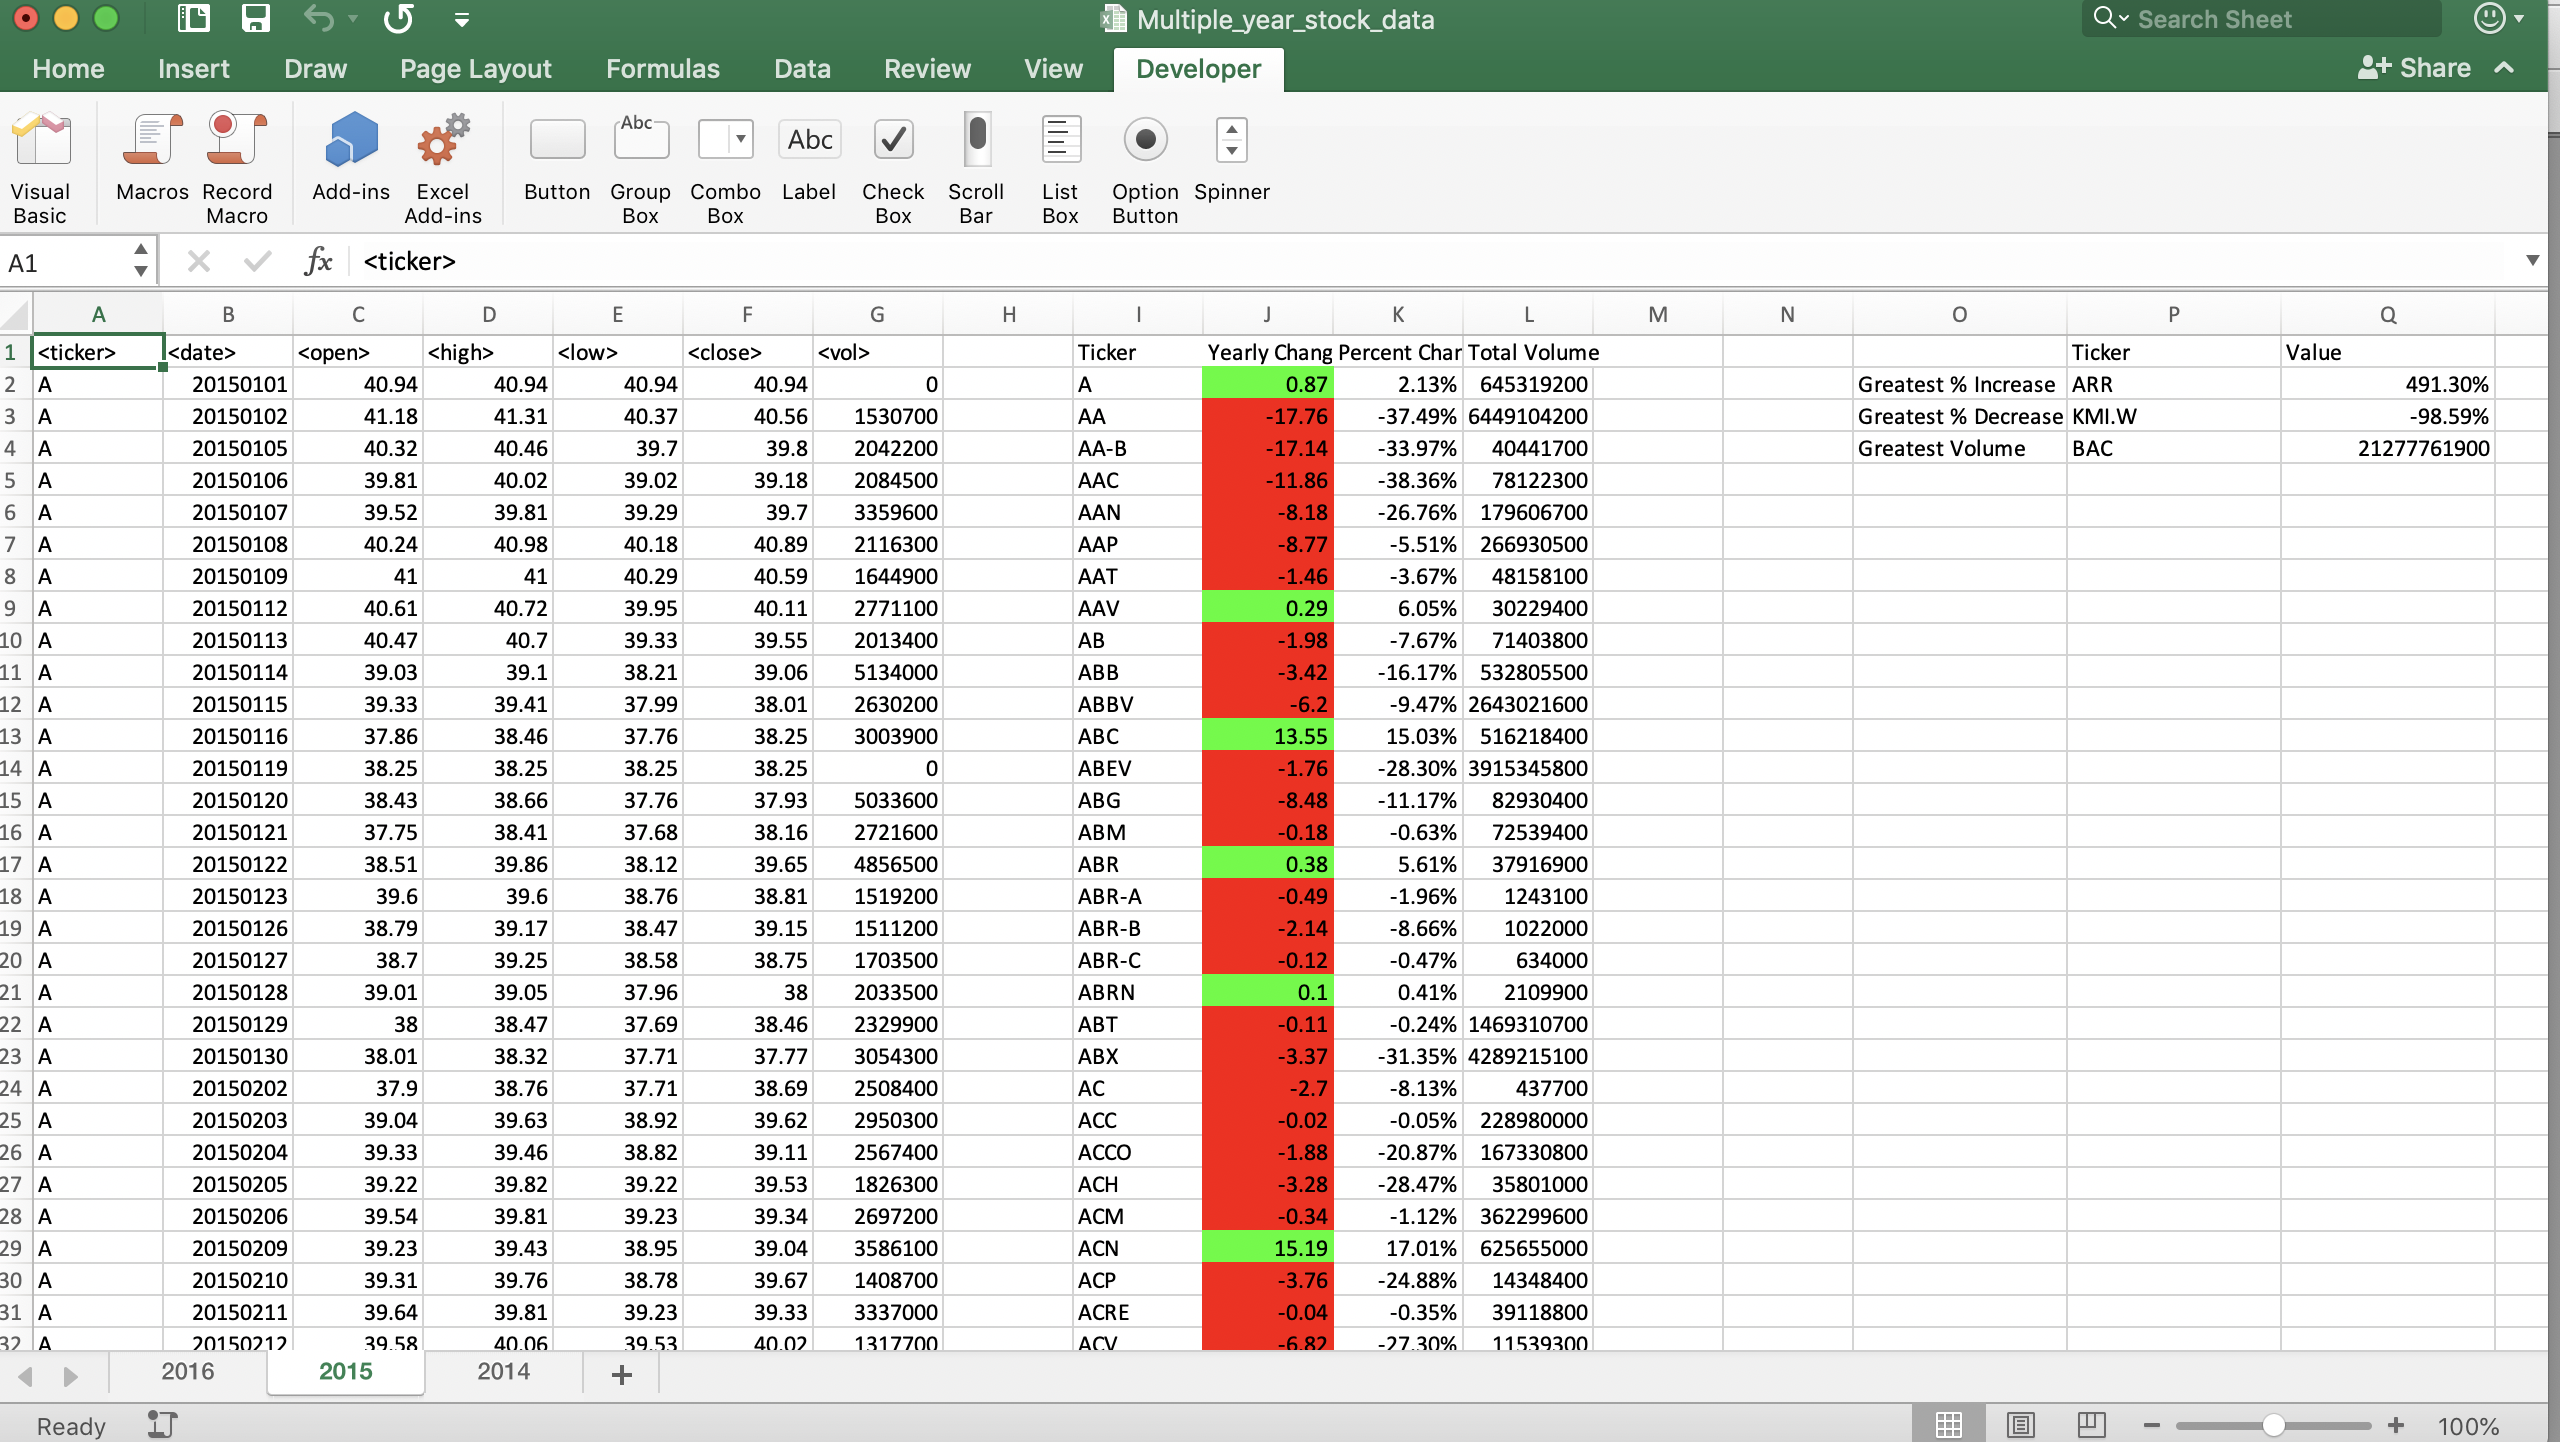 Multiple_year_stock_data
Search Sheet
Home Insert Draw Page Layout Formulas Data Review View Developer
Share
Visual Basic
Macros
Record Macro
Add-ins
Excel Add-ins
Button
Abc
Group Box
Combo Box
Abc
Label
Check Box
Scroll Bar
List Box
Option Button
Spinner
A1 fx <ticker>
A B C D E F G H I J K L M N O P Q
1 <ticker> <date> <open> <high> <low> <close> <vol> Ticker Yearly Chang Percent Char Total Volume Ticker Value
2 A 20150101 40.94 40.94 40.94 40.94 0 A 0.87 2.13% 645319200 Greatest % Increase ARR 491.30%
3 A 20150102 41.18 41.31 40.37 40.56 1530700 AA -17.76 -37.49% 6449104200 Greatest % Decrease KMI.W -98.59%
4 A 20150105 40.32 40.46 39.7 39.8 2042200 AA-B -17.14 -33.97% 40441700 Greatest Volume BAC 21277761900
5 A 20150106 39.81 40.02 39.02 39.18 2084500 AAC -11.86 -38.36% 78122300
6 A 20150107 39.52 39.81 39.29 39.7 3359600 AAN -8.18 -26.76% 179606700
7 A 20150108 40.24 40.98 40.18 40.89 2116300 AAP -8.77 -5.51% 266930500
8 A 20150109 41 41 40.29 40.59 1644900 AAT -1.46 -3.67% 48158100
9 A 20150112 40.61 40.72 39.95 40.11 2771100 AAV 0.29 6.05% 30229400
10 A 20150113 40.47 40.7 39.33 39.55 2013400 AB -1.98 -7.67% 71403800
11 A 20150114 39.03 39.1 38.21 39.06 5134000 ABB -3.42 -16.17% 532805500
12 A 20150115 39.33 39.41 37.99 38.01 2630200 ABBV -6.2 -9.47% 2643021600
13 A 20150116 37.86 38.46 37.76 38.25 3003900 ABC 13.55 15.03% 516218400
14 A 20150119 38.25 38.25 38.25 38.25 0 ABEV -1.76 -28.30% 3915345800
15 A 20150120 38.43 38.66 37.76 37.93 5033600 ABG -8.48 -11.17% 82930400
16 A 20150121 37.75 38.41 37.68 38.16 2721600 ABM -0.18 -0.63% 72539400
17 A 20150122 38.51 39.86 38.12 39.65 4856500 ABR 0.38 5.61% 37916900
18 A 20150123 39.6 39.6 38.76 38.81 1519200 ABR-A -0.49 -1.96% 1243100
19 A 20150126 38.79 39.17 38.47 39.15 1511200 ABR-B -2.14 -8.66% 1022000
20 A 20150127 38.7 39.25 38.58 38.75 1703500 ABR-C -0.12 -0.47% 634000
21 A 20150128 39.01 39.05 37.96 38 2033500 ABRN 0.1 0.41% 2109900
22 A 20150129 38 38.47 37.69 38.46 2329900 ABT -0.11 -0.24% 1469310700
23 A 20150130 38.01 38.32 37.71 37.77 3054300 ABX -3.37 -31.35% 4289215100
24 A 20150202 37.9 38.76 37.71 38.69 2508400 AC -2.7 -8.13% 437700
25 A 20150203 39.04 39.63 38.92 39.62 2950300 ACC -0.02 -0.05% 228980000
26 A 20150204 39.33 39.46 38.82 39.11 2567400 ACCO -1.88 -20.87% 167330800
27 A 20150205 39.22 39.82 39.22 39.53 1826300 ACH -3.28 -28.47% 35801000
28 A 20150206 39.54 39.81 39.23 39.34 2697200 ACM -0.34 -1.12% 362299600
29 A 20150209 39.23 39.43 38.95 39.04 3586100 ACN 15.19 17.01% 625655000
30 A 20150210 39.31 39.76 38.78 39.67 1408700 ACP -3.76 -24.88% 14348400
31 A 20150211 39.64 39.81 39.23 39.33 3337000 ACRE -0.04 -0.35% 39118800
32 A 20150212 39.58 40.06 39.53 40.02 1317700 ACV -6.82 -27.30% 11539300
2016 2015 2014
Ready 100%